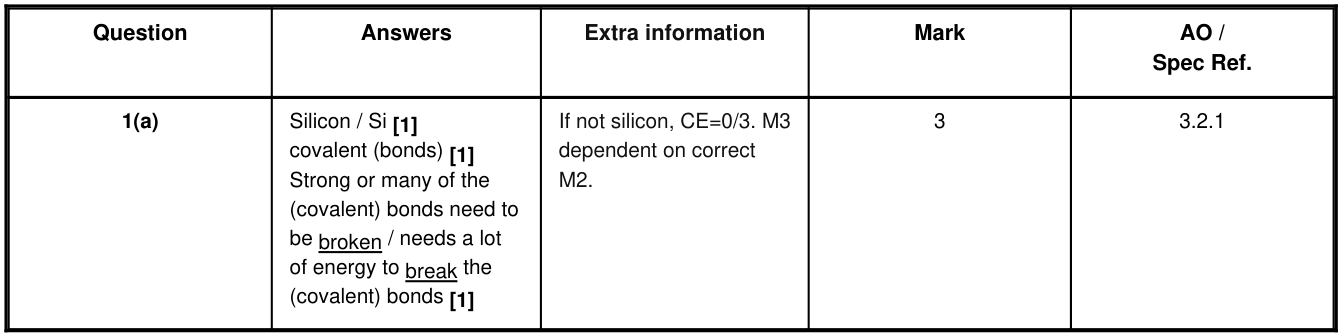 Question Answers Extra information Mark AO /
Spec Ref.
1(a)
Silicon / Si [1]
covalent (bonds) [1]
Strong or many of the
(covalent) bonds need to
be broken / needs a lot
of energy to break the
(covalent) bonds [1]
If not silicon, CE=0/3. M3
dependent on correct
M2.
3
3.2.1